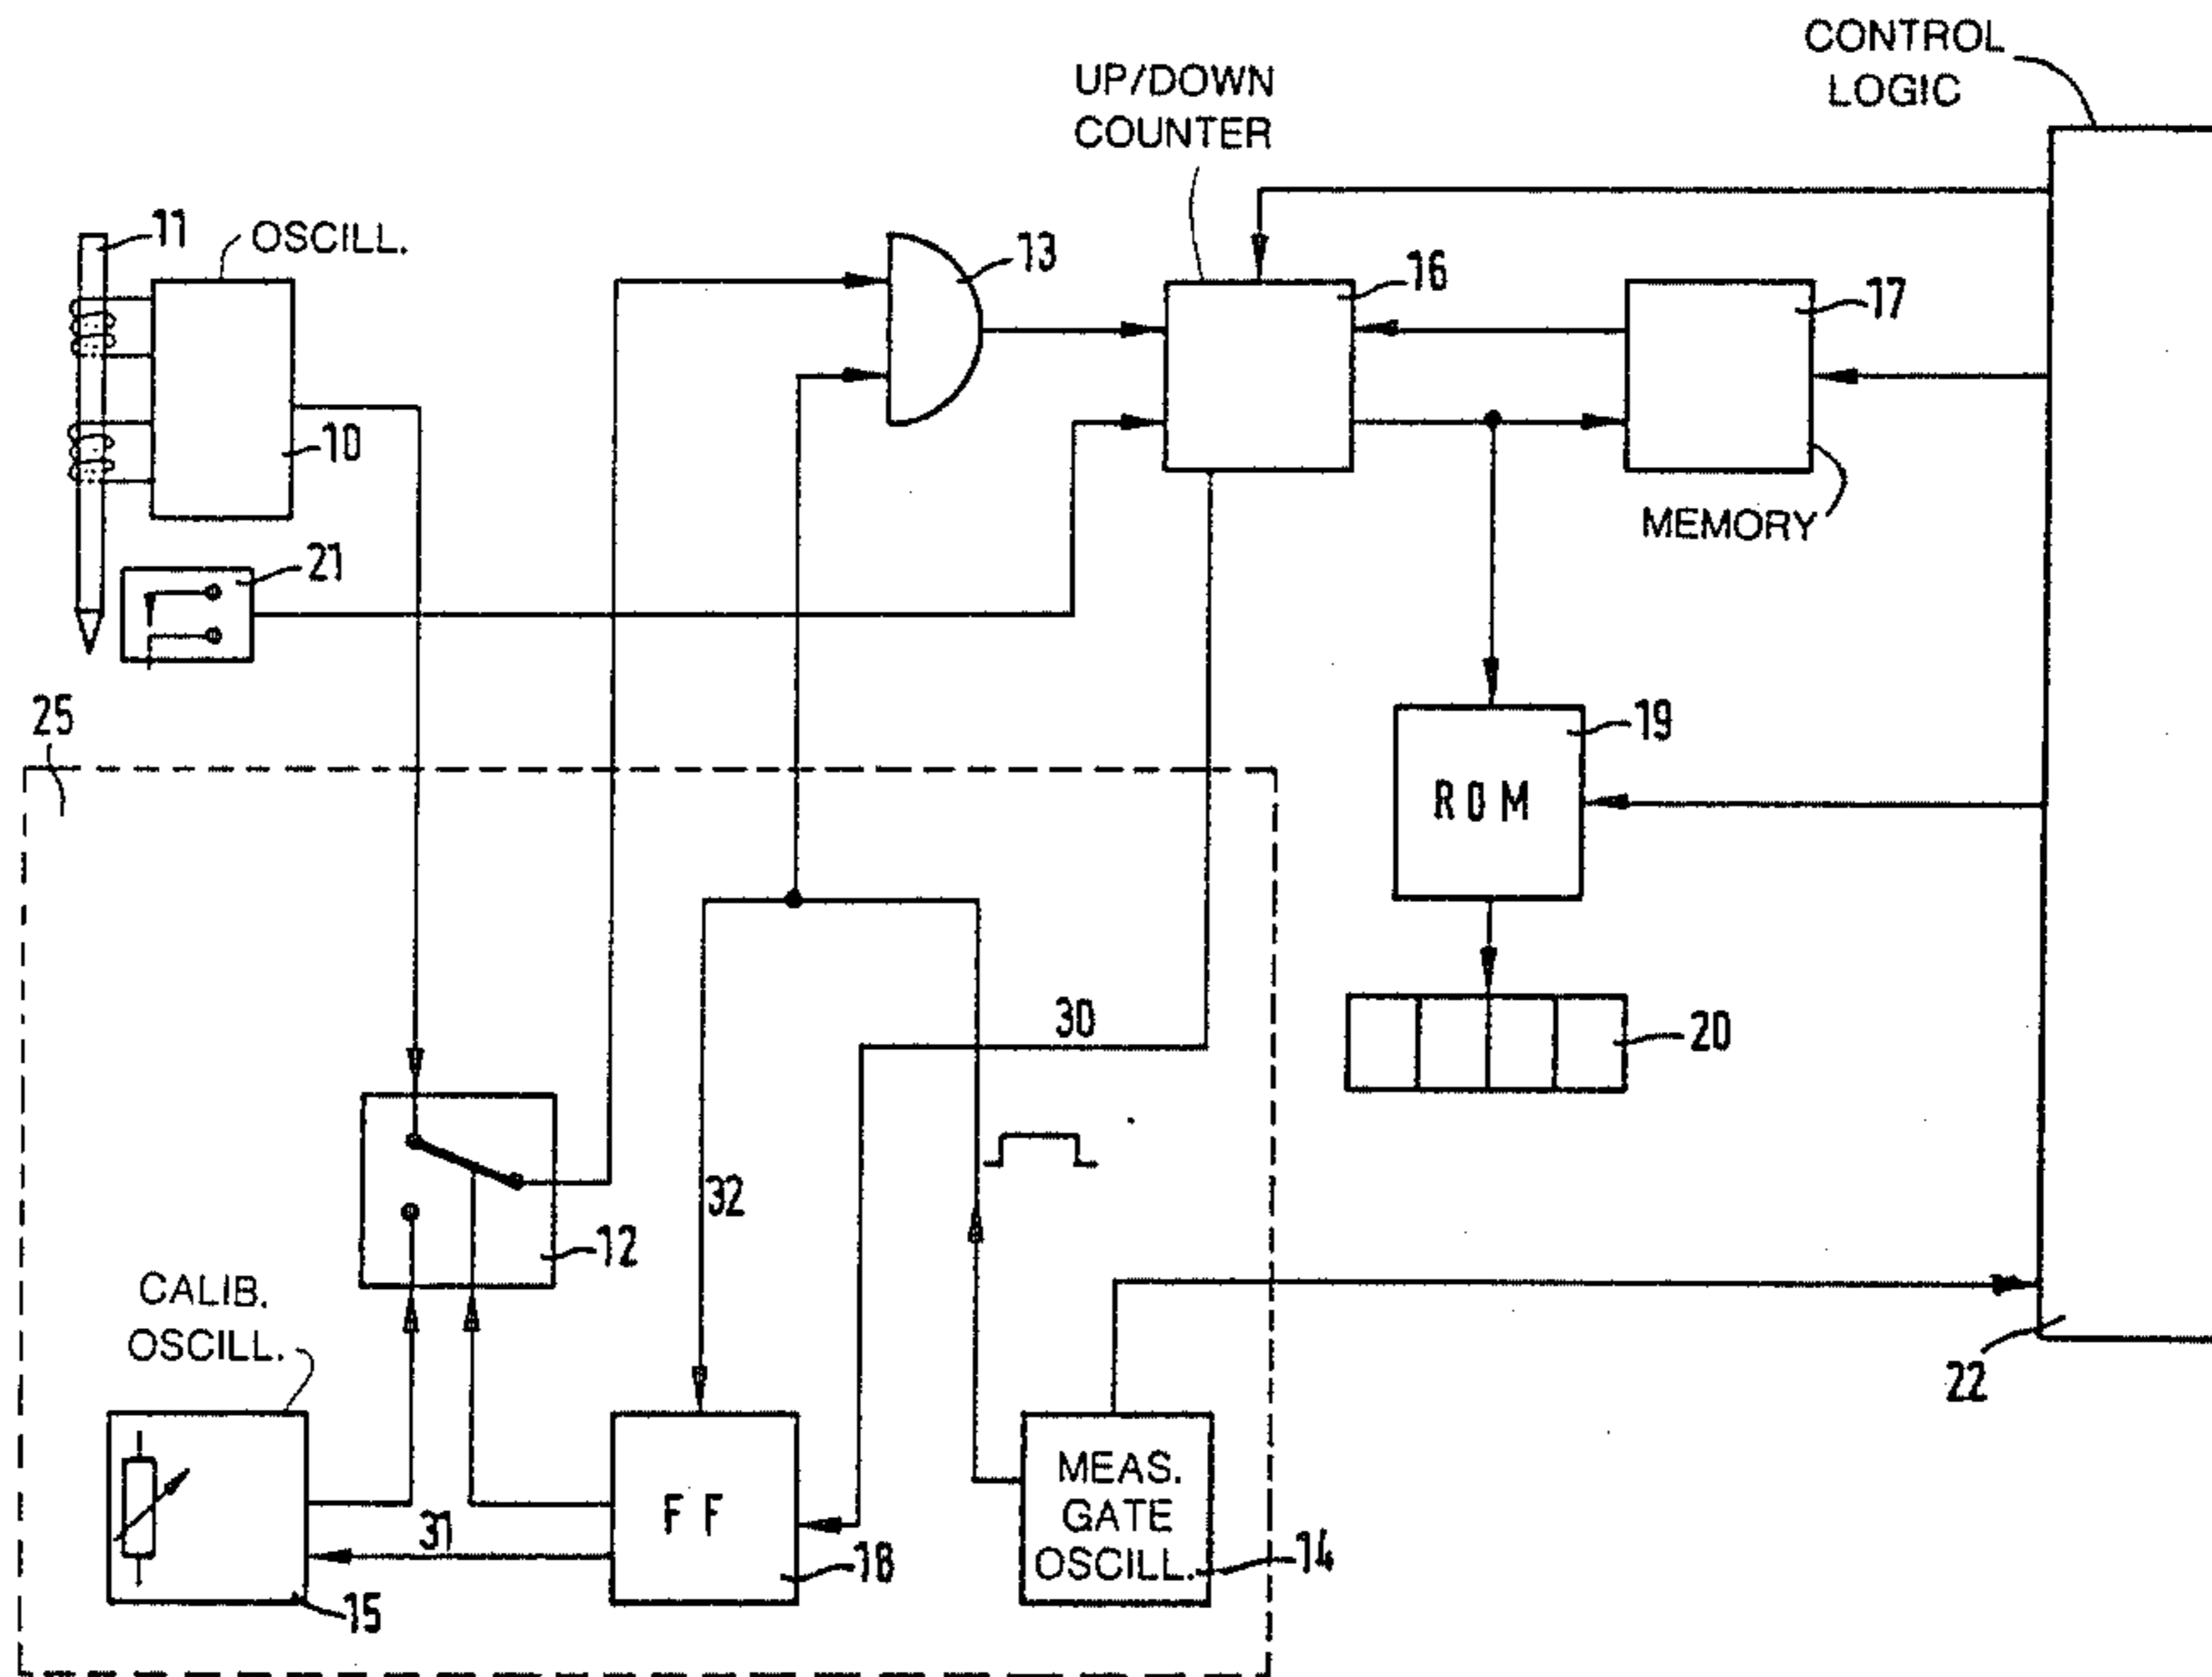 CONTROL
LOGIC
UP/DOWN
COUNTER
11
OSCILL.
13
16
17
10
MEMORY
21
25
19
ROM
30
20
32
12
CALIB.
OSCILL.
22
31
FF
MEAS.
GATE
OSCILL.
14
18
15